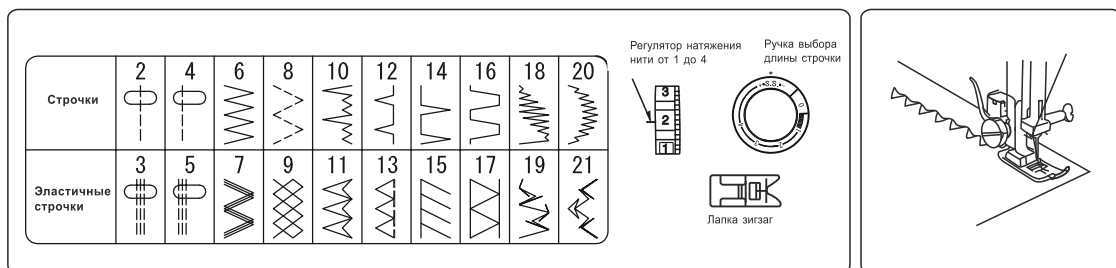 Строчки
2 4 6 8 10 12 14 16 18 20
Эластичные
строчки
3 5 7 9 11 13 15 17 19 21
Регулятор натяжения
нити от 1 до 4
3
2
1
Ручка выбора
длины строчки
S.S.
0
Лапка зигзаг